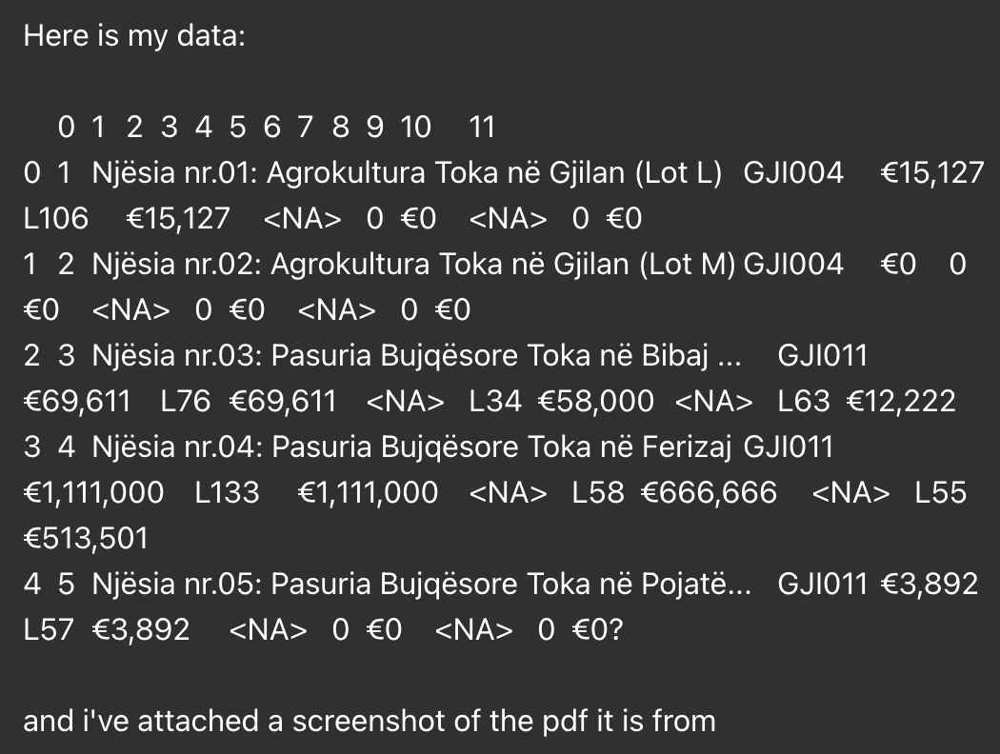 Here is my data:
0 1 2 3 4 5 6 7 8 9 10 11
0 1 Njësia nr.01: Agrokultura Toka në Gjilan (Lot L) GJI004 €15,127
L106 €15,127 <NA> 0 €0 <NA> 0 €0
1 2 Njësia nr.02: Agrokultura Toka në Gjilan (Lot M) GJI004 €0 0
€0 <NA> 0 €0 <NA> 0 €0
2 3 Njësia nr.03: Pasuria Bujqësore Toka në Bibaj ... GJI011
€69,611 L76 €69,611 <NA> L34 €58,000 <NA> L63 €12,222
3 4 Njësia nr.04: Pasuria Bujqësore Toka në Ferizaj GJI011
€1,111,000 L133 €1,111,000 <NA> L58 €666,666 <NA> L55
€513,501
4 5 Njësia nr.05: Pasuria Bujqësore Toka në Pojatë... GJI011 €3,892
L57 €3,892 <NA> 0 €0 <NA> 0 €0?
and i've attached a screenshot of the pdf it is from